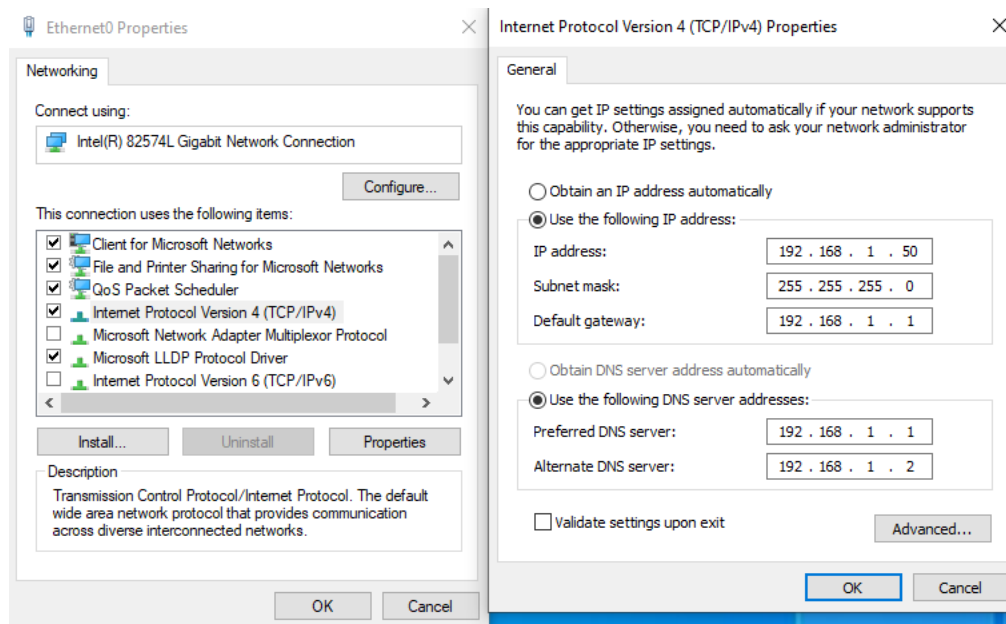 Ethernet0 Properties
Networking
Connect using:
Intel(R) 82574L Gigabit Network Connection
Configure...
This connection uses the following items:
Client for Microsoft Networks
File and Printer Sharing for Microsoft Networks
QoS Packet Scheduler
Internet Protocol Version 4 (TCP/IPv4)
Microsoft Network Adapter Multiplexor Protocol
Microsoft LLDP Protocol Driver
Internet Protocol Version 6 (TCP/IPv6)
Install...
Uninstall
Properties
Description
Transmission Control Protocol/Internet Protocol. The default
wide area network protocol that provides communication
across diverse interconnected networks.
OK
Cancel
Internet Protocol Version 4 (TCP/IPv4) Properties
General
You can get IP settings assigned automatically if your network supports
this capability. Otherwise, you need to ask your network administrator
for the appropriate IP settings.
Obtain an IP address automatically
Use the following IP address:
IP address:
192 . 168 . 1 . 50
Subnet mask:
255 . 255 . 255 . 0
Default gateway:
192 . 168 . 1 . 1
Obtain DNS server address automatically
Use the following DNS server addresses:
Preferred DNS server:
192 . 168 . 1 . 1
Alternate DNS server:
192 . 168 . 1 . 2
Validate settings upon exit
Advanced...
OK
Cancel